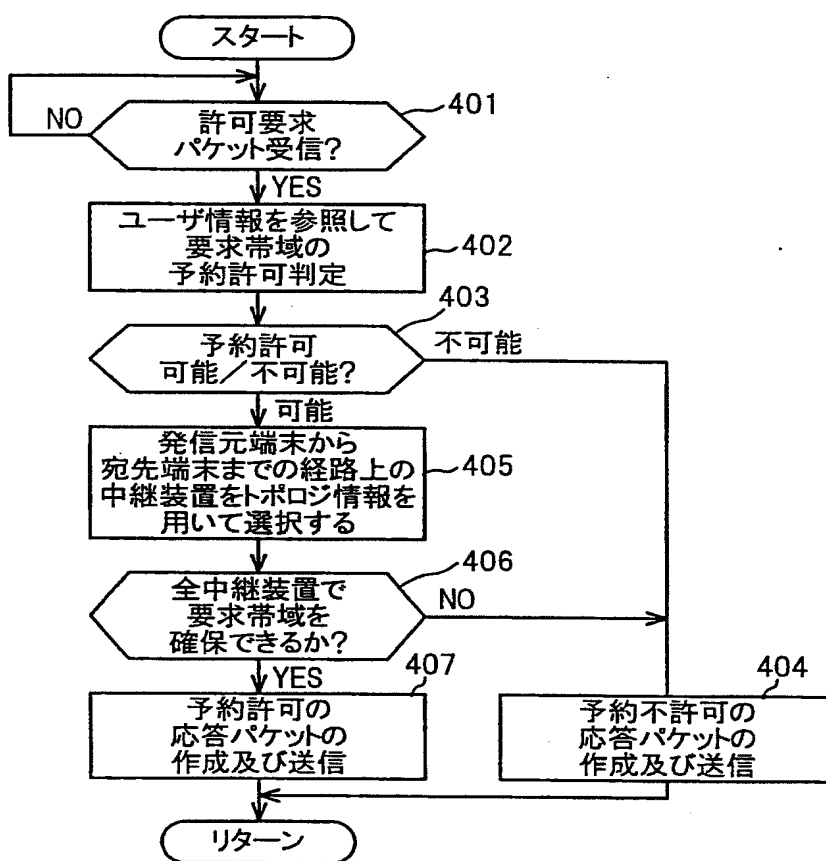 スタート
401
NO
許可要求
パケット受信?
YES
ユーザ情報を参照して
要求帯域の
予約許可判定
402
403
予約許可
可能/不可能?
不可能
可能
発信元端末から
宛先端末までの経路上の
中継装置をトポロジ情報を
用いて選択する
405
406
全中継装置で
要求帯域を
確保できるか?
NO
YES
407
404
予約許可の
応答パケットの
作成及び送信
予約不許可の
応答パケットの
作成及び送信
リターン